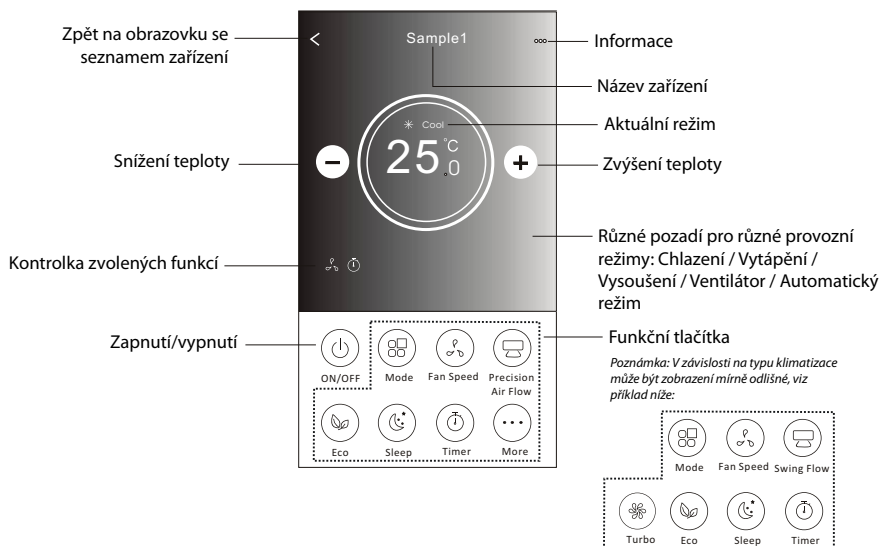 Zpět na obrazovku se
seznamem zařízení
Sample1
Informace
Název zařízení
Cool
Aktuální režim
Snížení teploty
25°C
.0
Zvýšení teploty
Kontrolka zvolených funkcí
Různé pozadí pro různé provozní
režimy: Chlazení / Vytápění /
Vysoušení / Ventilátor / Automatický
režim
Zapnutí/vypnutí
Funkční tlačítka
ON/OFF
Mode
Fan Speed
Precision
Air Flow
Eco
Sleep
Timer
More
Poznámka: V závislosti na typu klimatizace
může být zobrazení mírně odlišné, viz
příklad níže:
Mode
Fan Speed
Swing Flow
Turbo
Eco
Sleep
Timer